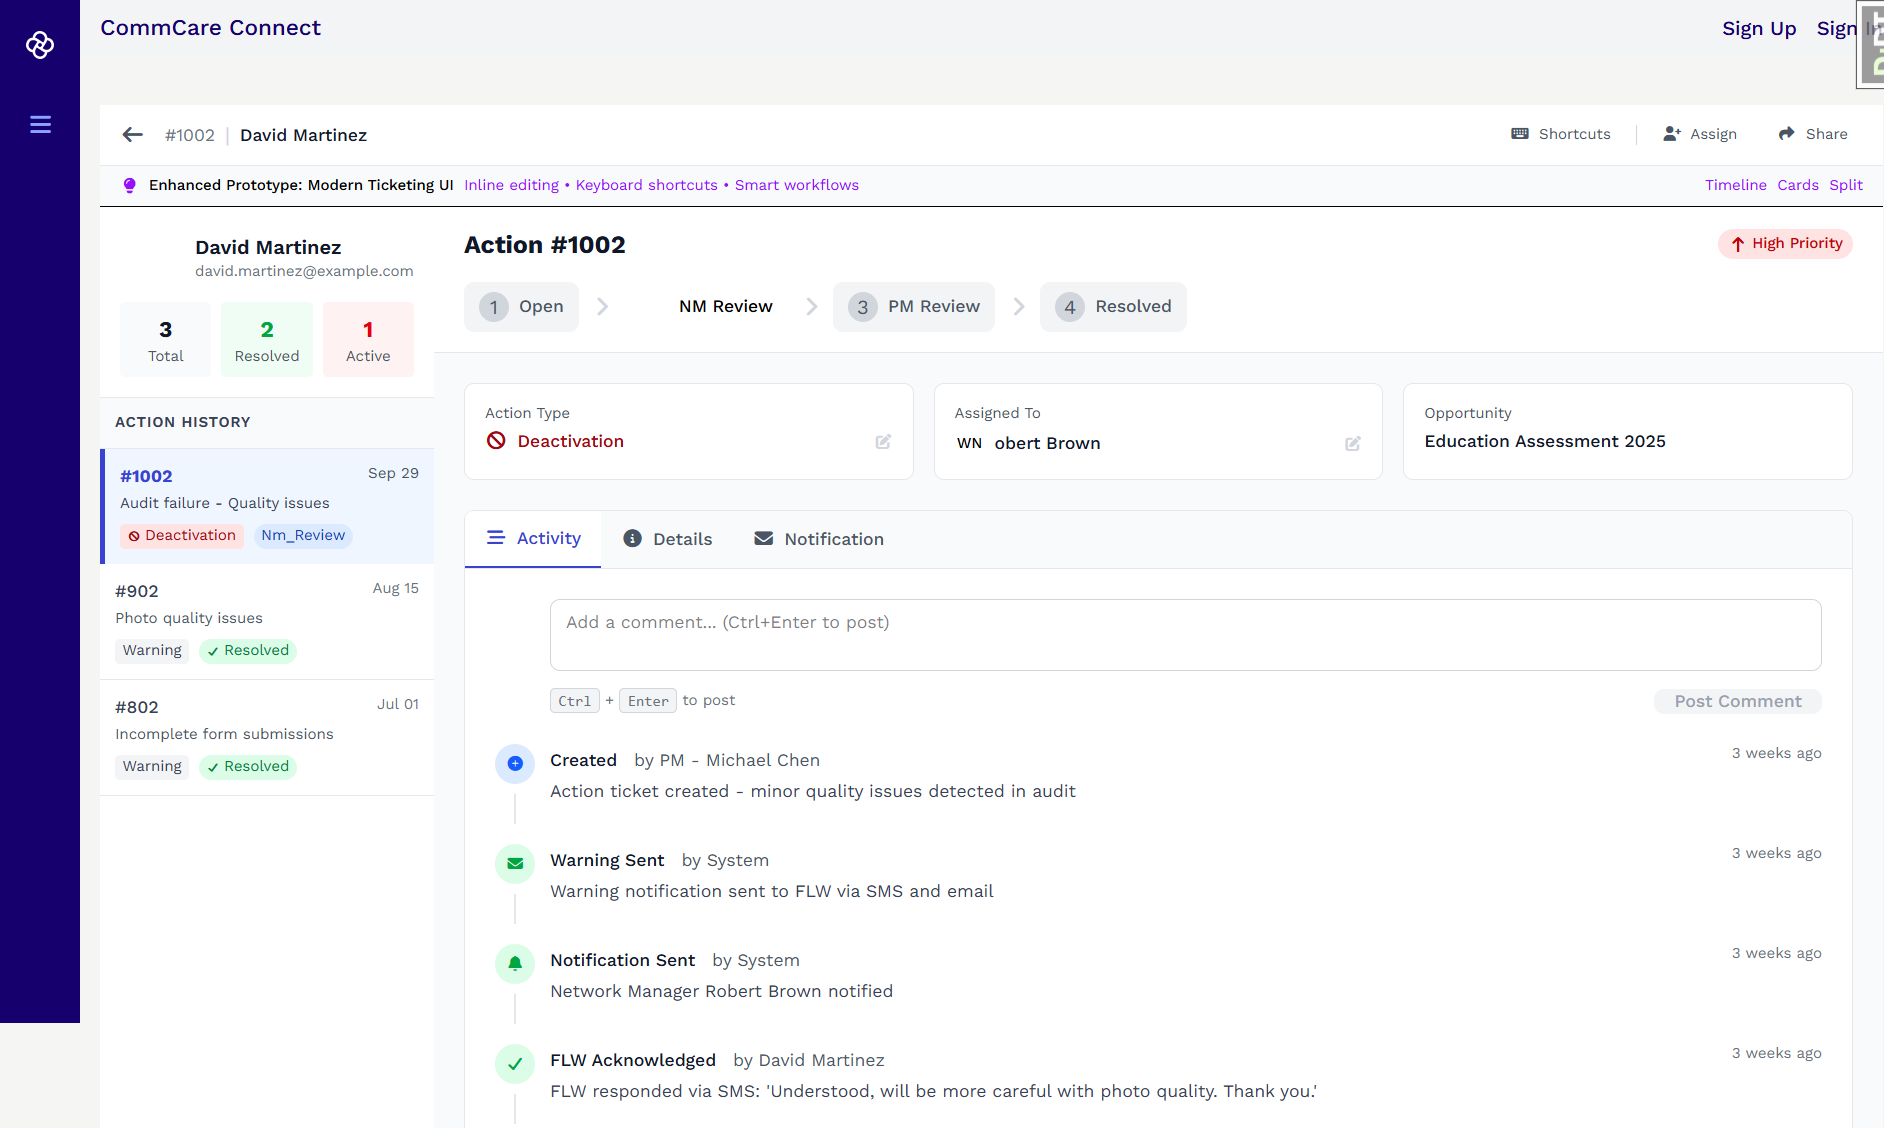 CommCare Connect
Sign Up
Sign In
#1002 | David Martinez
Shortcuts
Assign
Share
Enhanced Prototype: Modern Ticketing UI Inline editing • Keyboard shortcuts • Smart workflows
Timeline Cards Split
David Martinez
david.martinez@example.com
3
Total
2
Resolved
1
Active
ACTION HISTORY
#1002
Sep 29
Audit failure - Quality issues
Deactivation
Nm_Review
#902
Aug 15
Photo quality issues
Warning
Resolved
#802
Jul 01
Incomplete form submissions
Warning
Resolved
Action #1002
High Priority
1 Open
NM Review
3 PM Review
4 Resolved
Action Type
Deactivation
Assigned To
WN obert Brown
Opportunity
Education Assessment 2025
Activity
Details
Notification
Add a comment... (Ctrl+Enter to post)
Ctrl + Enter to post
Post Comment
Created by PM - Michael Chen
3 weeks ago
Action ticket created - minor quality issues detected in audit
Warning Sent by System
3 weeks ago
Warning notification sent to FLW via SMS and email
Notification Sent by System
3 weeks ago
Network Manager Robert Brown notified
FLW Acknowledged by David Martinez
3 weeks ago
FLW responded via SMS: 'Understood, will be more careful with photo quality. Thank you.'